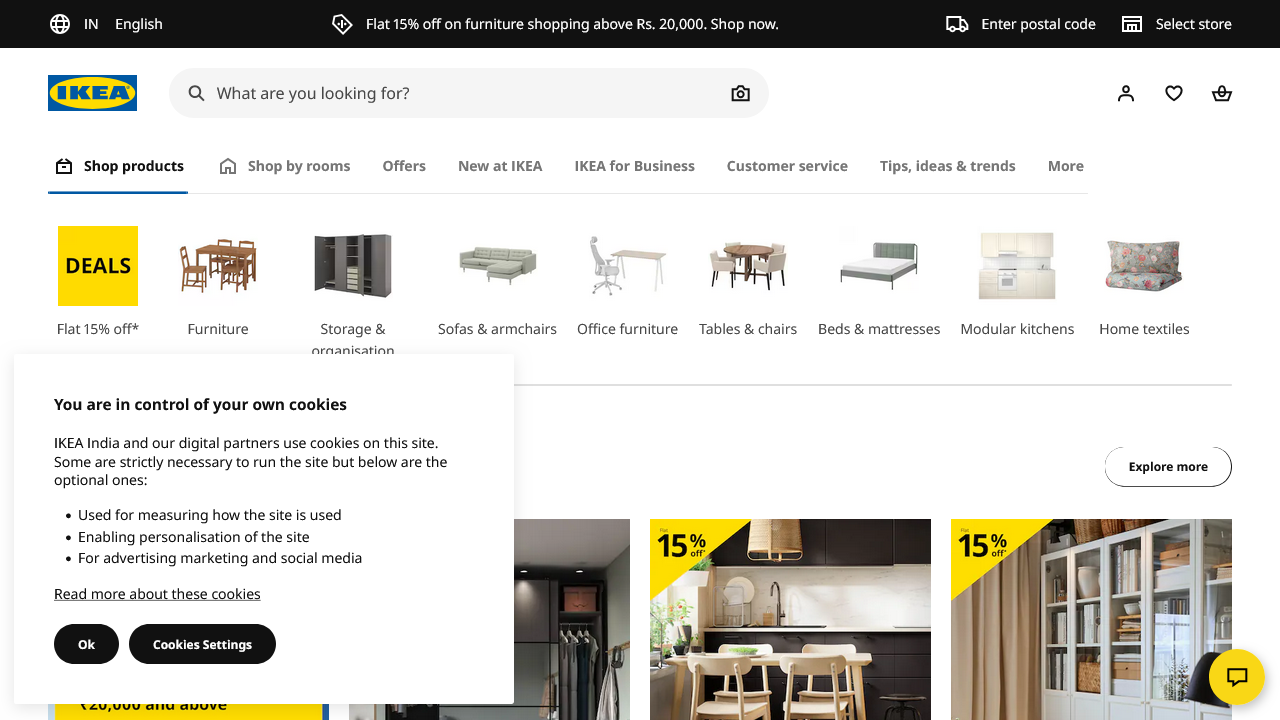 IN English
Flat 15% off on furniture shopping above Rs. 20,000. Shop now.
Enter postal code
Select store
IKEA
What are you looking for?
Shop products
Shop by rooms
Offers
New at IKEA
IKEA for Business
Customer service
Tips, ideas & trends
More
DEALS
Flat 15% off*
Furniture
Storage &
organisation
Sofas & armchairs
Office furniture
Tables & chairs
Beds & mattresses
Modular kitchens
Home textiles
You are in control of your own cookies
IKEA India and our digital partners use cookies on this site.
Some are strictly necessary to run the site but below are the
optional ones:
• Used for measuring how the site is used
• Enabling personalisation of the site
• For advertising marketing and social media
Read more about these cookies
Ok
Cookies Settings
Explore more
Flat
15%
off*
Flat
15%
off*
₹20,000 and above